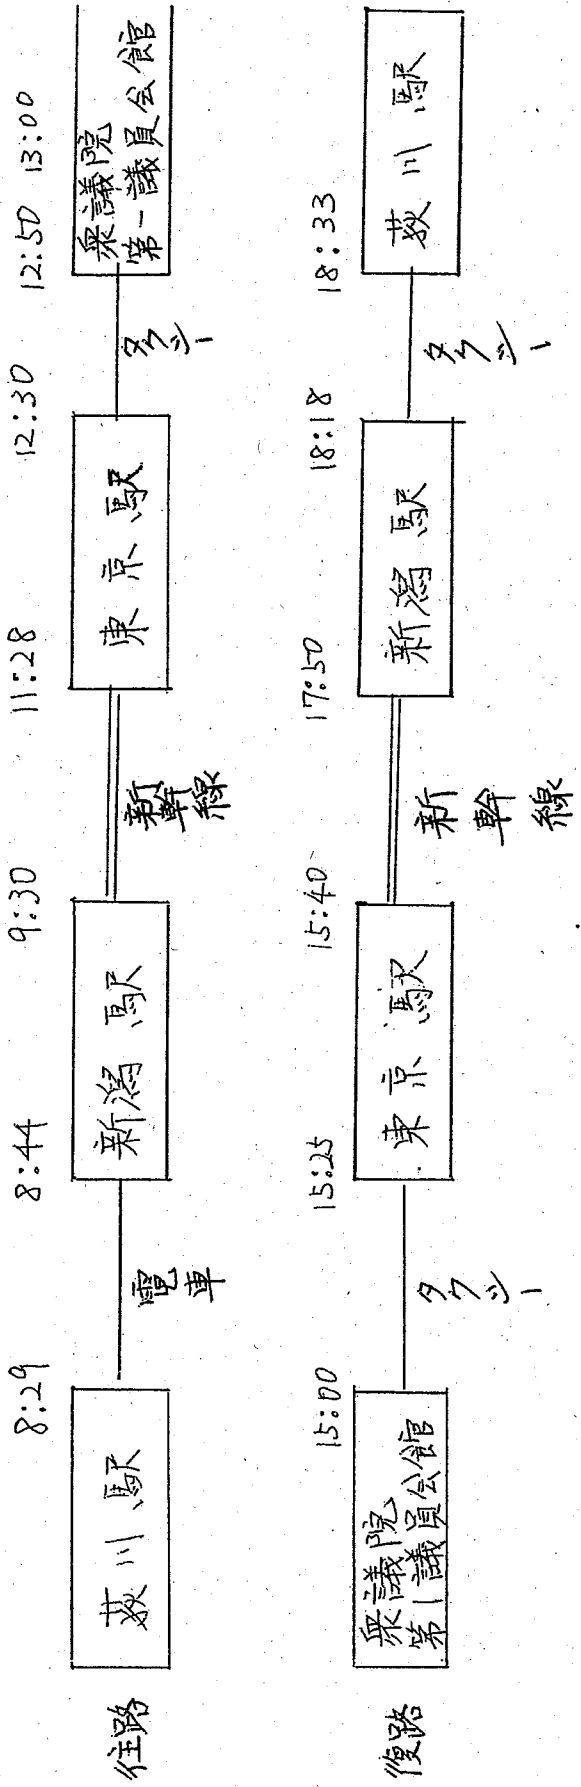 往路
8:29 8:44 9:30 11:28 12:30 12:50 13:00
荻川駅 新潟駅 東京駅 衆議院
第一議員会館
電車 新幹線 タクシー
復路
15:00 15:25 15:40 17:50 18:18 18:33
衆議院 東京駅 新潟駅 荻川駅
第1議員会館
タクシー 新幹線 タクシー